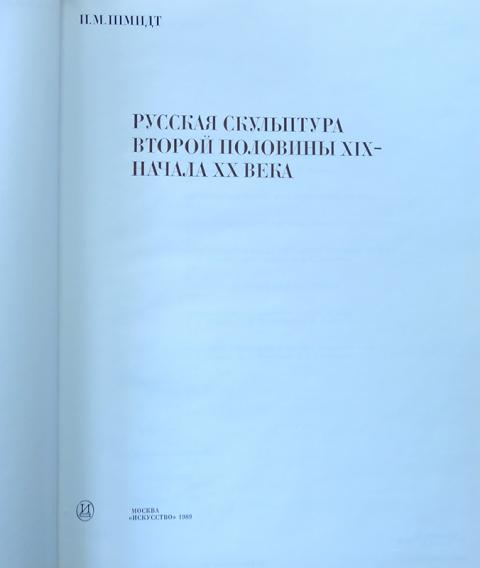 И.М.ШМИДТ
РУССКАЯ СКУЛЬПТУРА
ВТОРОЙ ПОЛОВИНЫ XIX–
НАЧАЛА XX ВЕКА
И
МОСКВА
«ИСКУССТВО» 1989